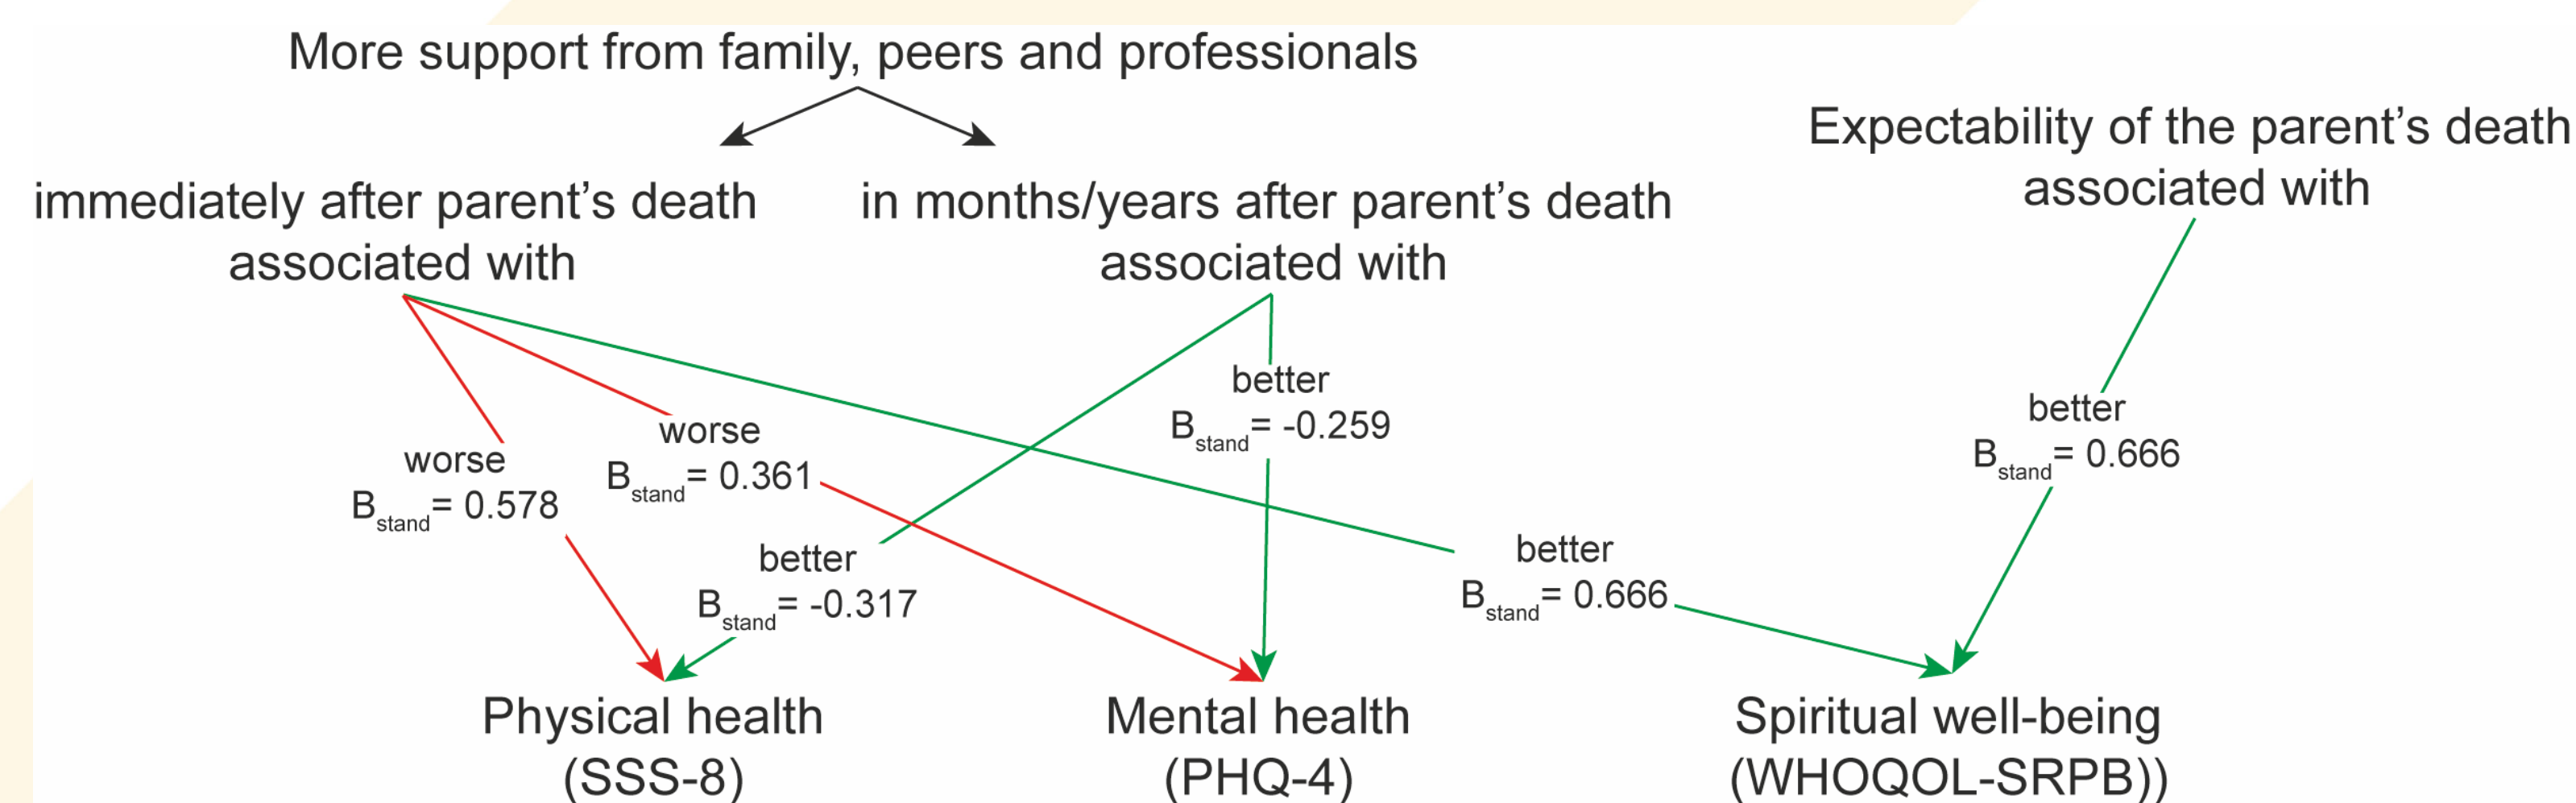 More support from family, peers and professionals
immediately after parent's death
associated with
in months/years after parent's death
associated with
Expectability of the parent's death
associated with
worse
Bstand= 0.578
worse
Bstand= 0.361
better
Bstand= -0.317
better
Bstand= -0.259
better
Bstand= 0.666
better
Bstand= 0.666
Physical health
(SSS-8)
Mental health
(PHQ-4)
Spiritual well-being
(WHOQOL-SRPB))